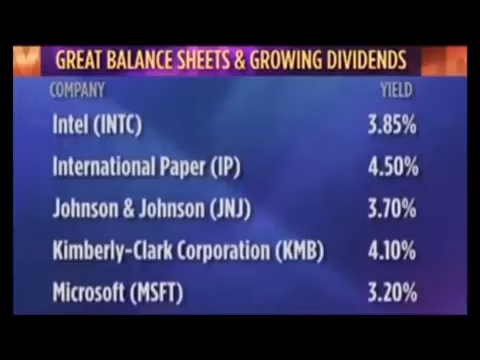 GREAT BALANCE SHEETS & GROWING DIVIDENDS
COMPANY YIELD
Intel (INTC) 3.85%
International Paper (IP) 4.50%
Johnson & Johnson (JNJ) 3.70%
Kimberly-Clark Corporation (KMB) 4.10%
Microsoft (MSFT) 3.20%